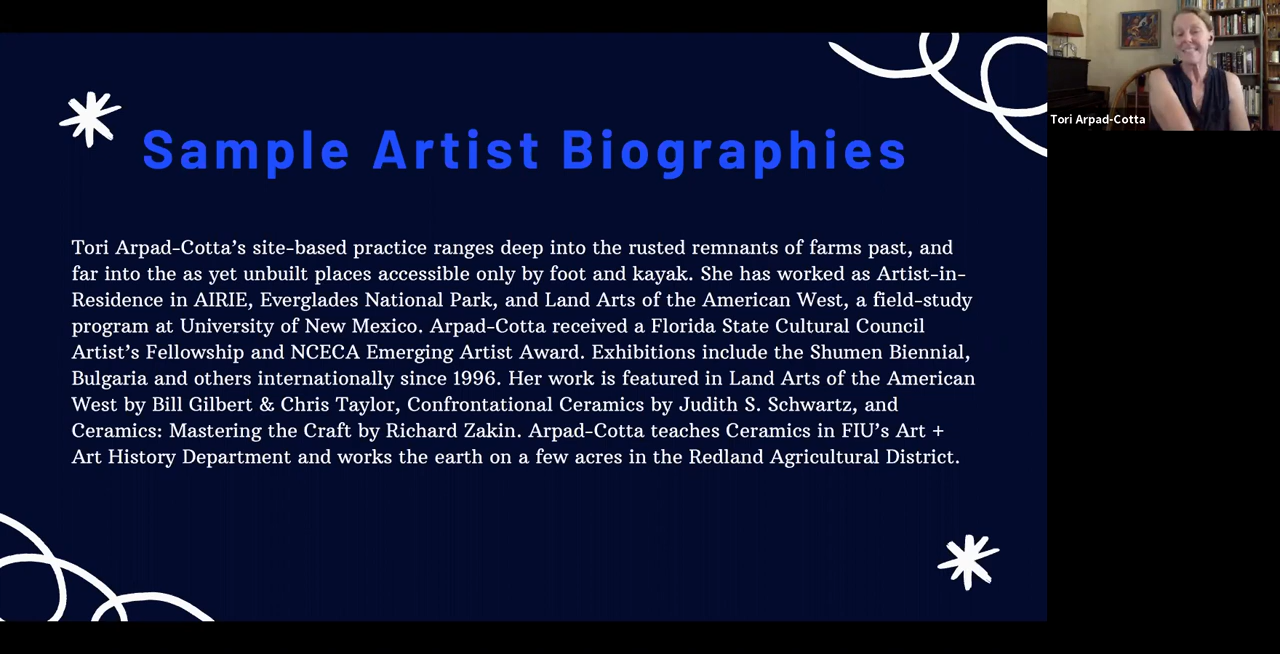 Sample Artist Biographies
Tori Arpad-Cotta’s site-based practice ranges deep into the rusted remnants of farms past, and
far into the as yet unbuilt places accessible only by foot and kayak. She has worked as Artist-in-
Residence in AIRIE, Everglades National Park, and Land Arts of the American West, a field-study
program at University of New Mexico. Arpad-Cotta received a Florida State Cultural Council
Artist’s Fellowship and NCECA Emerging Artist Award. Exhibitions include the Shumen Biennial,
Bulgaria and others internationally since 1996. Her work is featured in Land Arts of the American
West by Bill Gilbert & Chris Taylor, Confrontational Ceramics by Judith S. Schwartz, and
Ceramics: Mastering the Craft by Richard Zakin. Arpad-Cotta teaches Ceramics in FIU’s Art +
Art History Department and works the earth on a few acres in the Redland Agricultural District.
Tori Arpad-Cotta